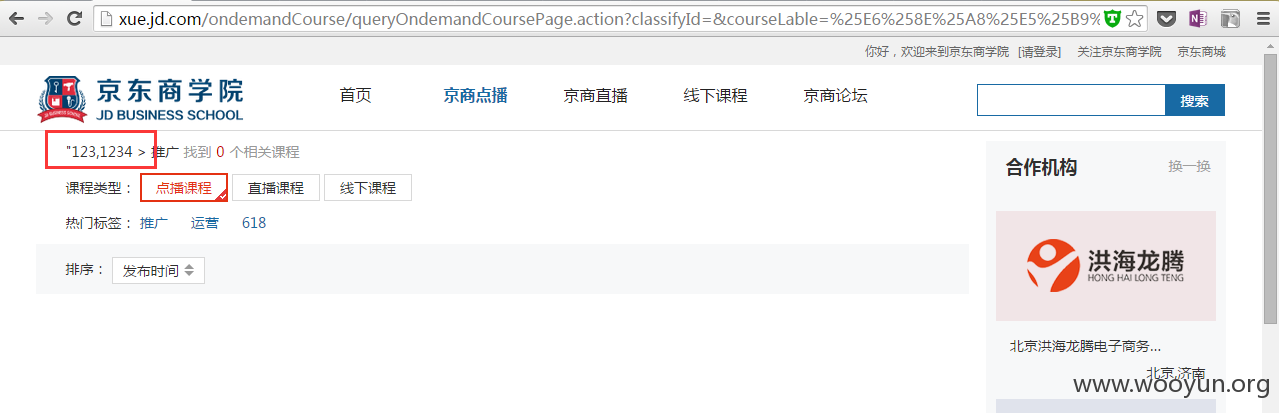 xue.jd.com/ondemandCourse/queryOndemandCoursePage.action?classifyId=&courseLable=%25E6%258E%25A8%25E5%25B9%
你好，欢迎来到京东商学院 [请登录] 关注京东商学院 京东商城
京东商学院
JD BUSINESS SCHOOL
首页 京商点播 京商直播 线下课程 京商论坛 搜索
"123,1234 > 推广 找到 0 个相关课程
合作机构 换一换
课程类型： 点播课程 直播课程 线下课程
热门标签： 推广 运营 618
排序： 发布时间
洪海龙腾
HONG HAI LONG TENG
北京洪海龙腾电子商务...
北京,济南
www.wooyun.org